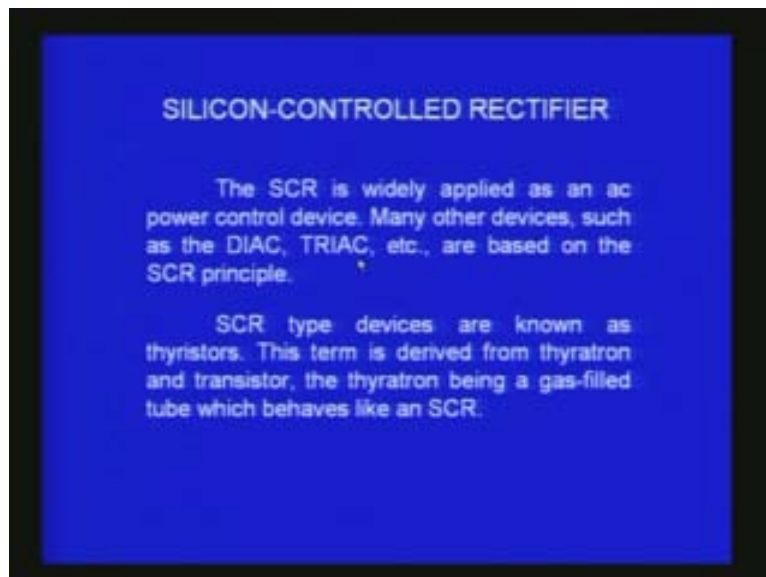 SILICON-CONTROLLED RECTIFIER
The SCR is widely applied as an ac
power control device. Many other devices, such
as the DIAC, TRIAC, etc., are based on the
SCR principle.
SCR type devices are known as
thyristors. This term is derived from thyratron
and transistor, the thyratron being a gas-filled
tube which behaves like an SCR.